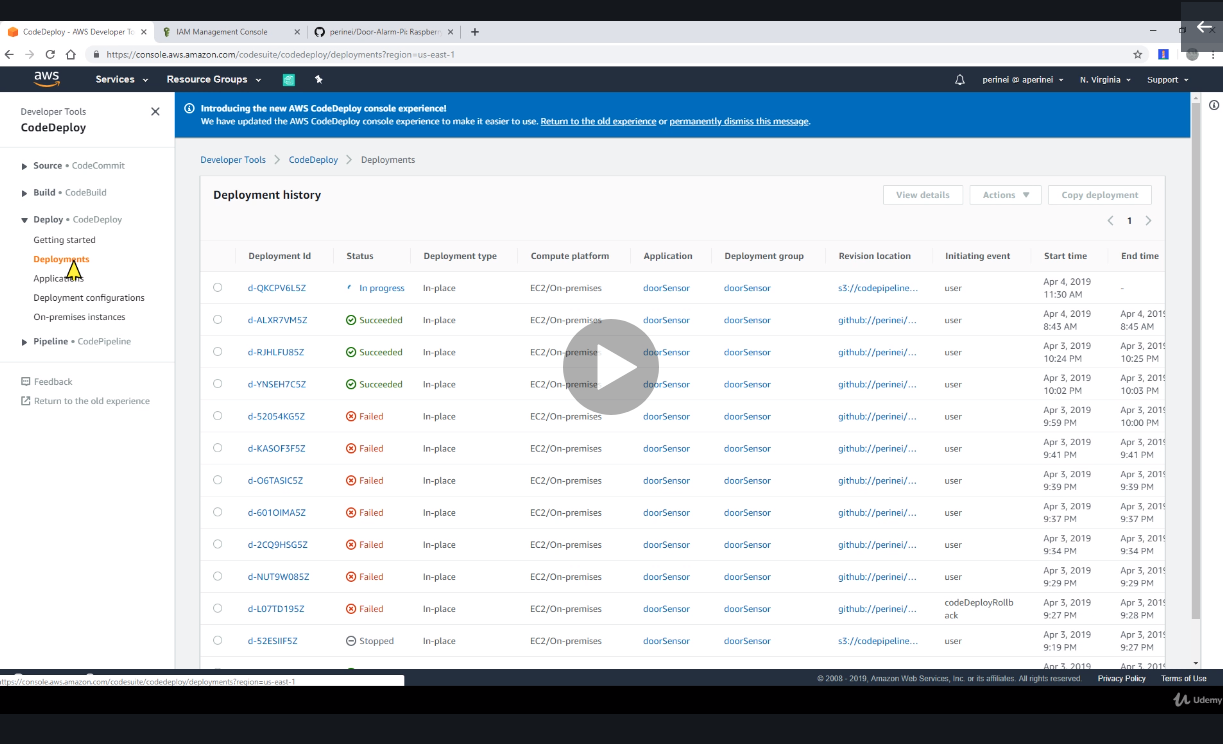 CodeDeploy - AWS Developer To
IAM Management Console
perinei/Door-Alarm-Pi: Raspberry
https://console.aws.amazon.com/codesuite/codedeploy/deployments?region=us-east-1
aws Services Resource Groups perinei @ aperinei N. Virginia Support
Developer Tools
CodeDeploy
Source • CodeCommit
Build • CodeBuild
Deploy • CodeDeploy
Getting started
Deployments
Applications
Deployment configurations
On-premises instances
Pipeline • CodePipeline
Feedback
Return to the old experience
Introducing the new AWS CodeDeploy console experience!
We have updated the AWS CodeDeploy console experience to make it easier to use. Return to the old experience or permanently dismiss this message.
Developer Tools CodeDeploy Deployments
Deployment history View details Actions Copy deployment
1
Deployment Id Status Deployment type Compute platform Application Deployment group Revision location Initiating event Start time End time
d-QKCPV6L5Z In progress In-place EC2/On-premises doorSensor doorSensor s3://codepipeline... user Apr 4, 2019 -
11:30 AM
d-ALXR7VM5Z Succeeded In-place EC2/On-premises doorSensor doorSensor github://perinei/... user Apr 4, 2019 Apr 4, 2019
8:43 AM 8:45 AM
d-RJHLFU85Z Succeeded In-place EC2/On-premises doorSensor doorSensor github://perinei/... user Apr 3, 2019 Apr 3, 2019
10:24 PM 10:25 PM
d-YNSEH7C5Z Succeeded In-place EC2/On-premises doorSensor doorSensor github://perinei/... user Apr 3, 2019 Apr 3, 2019
10:02 PM 10:03 PM
d-52054KG5Z Failed In-place EC2/On-premises doorSensor doorSensor github://perinei/... user Apr 3, 2019 Apr 3, 2019
9:59 PM 10:00 PM
d-KASOF3F5Z Failed In-place EC2/On-premises doorSensor doorSensor github://perinei/... user Apr 3, 2019 Apr 3, 2019
9:41 PM 9:41 PM
d-O6TASIC5Z Failed In-place EC2/On-premises doorSensor doorSensor github://perinei/... user Apr 3, 2019 Apr 3, 2019
9:39 PM 9:39 PM
d-601OIMA5Z Failed In-place EC2/On-premises doorSensor doorSensor github://perinei/... user Apr 3, 2019 Apr 3, 2019
9:37 PM 9:37 PM
d-2CQ9HSG5Z Failed In-place EC2/On-premises doorSensor doorSensor github://perinei/... user Apr 3, 2019 Apr 3, 2019
9:34 PM 9:34 PM
d-NUT9W085Z Failed In-place EC2/On-premises doorSensor doorSensor github://perinei/... user Apr 3, 2019 Apr 3, 2019
9:29 PM 9:29 PM
d-L07TD195Z Failed In-place EC2/On-premises doorSensor doorSensor github://perinei/... codeDeployRollb Apr 3, 2019 Apr 3, 2019
ack 9:27 PM 9:28 PM
d-52ESIIF5Z Stopped In-place EC2/On-premises doorSensor doorSensor s3://codepipeline... user Apr 3, 2019 Apr 3, 2019
9:19 PM 9:27 PM
Apr 3, 2019 Apr 3, 2019
https://console.aws.amazon.com/codesuite/codedeploy/deployments?region=us-east-1
© 2008 - 2019, Amazon Web Services, Inc. or its affiliates. All rights reserved. Privacy Policy Terms of Use
Udemy